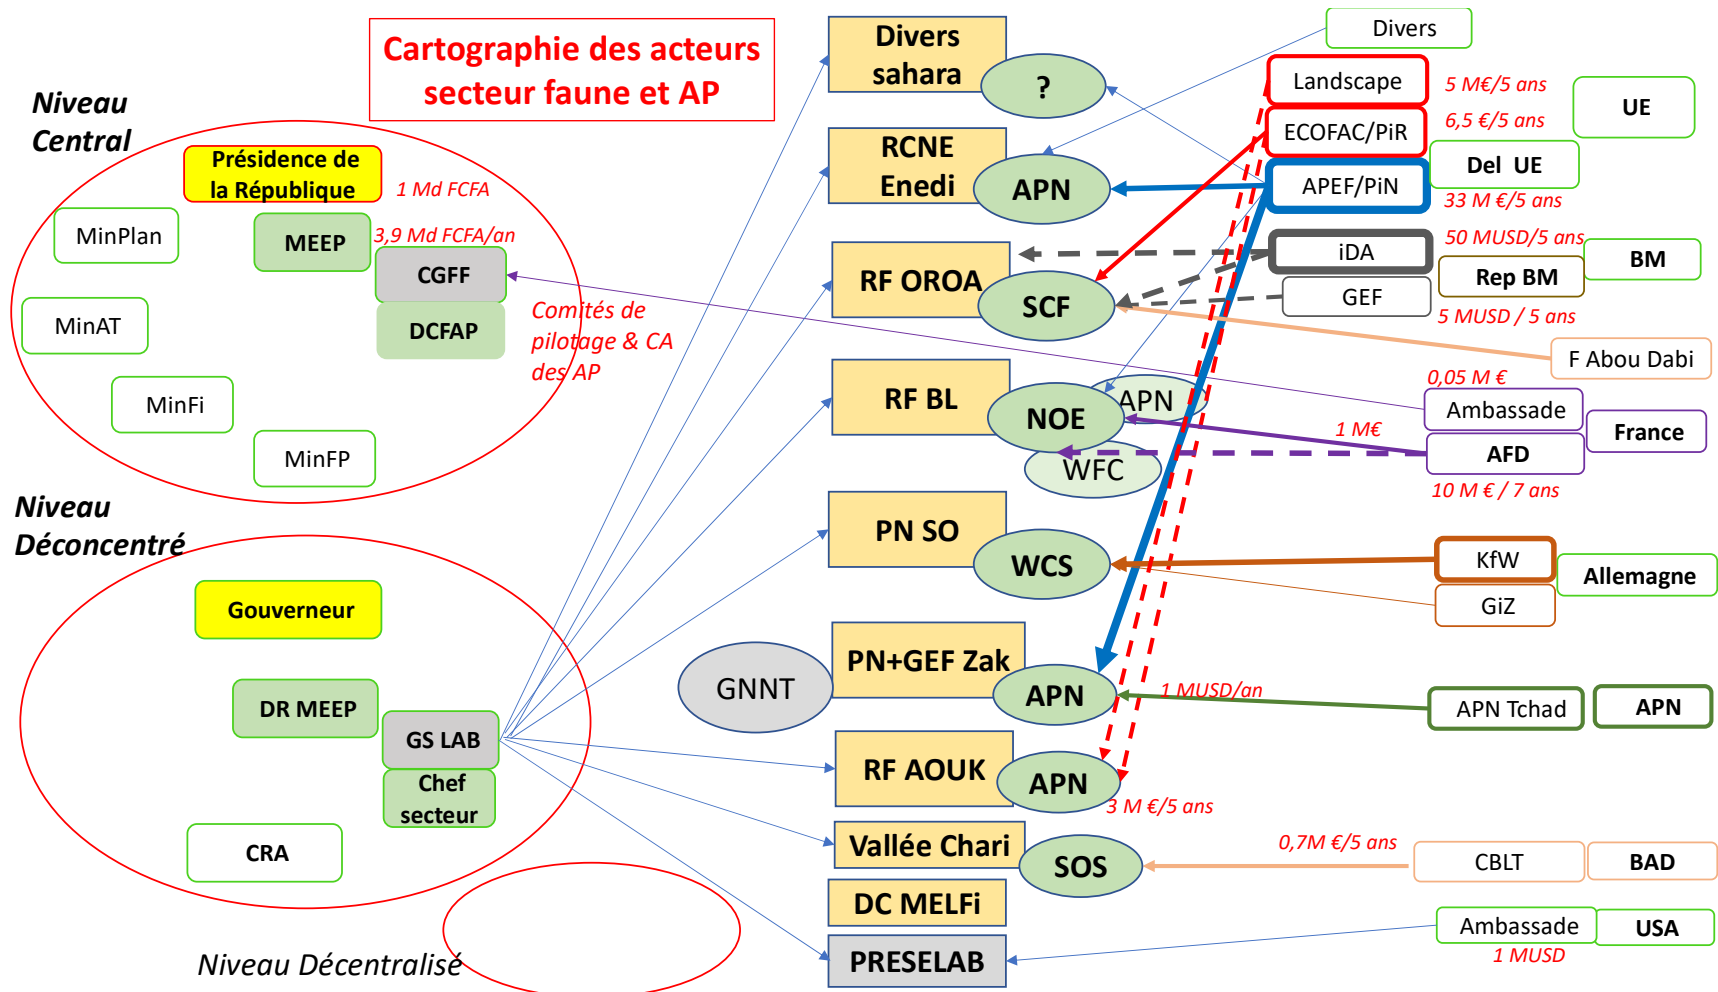 Cartographie des acteurs
secteur faune et AP
Niveau
Central
Présidence de
la République
1 Md FCFA
MinPlan
MEEP
3,9 Md FCFA/an
CGFF
MinAT
DCFAP
Comités de
pilotage & CA
des AP
MinFi
MinFP
Niveau
Déconcentré
Gouverneur
DR MEEP
GS LAB
Chef
secteur
CRA
Niveau Décentralisé
Divers
sahara
?
RCNE
Enedi
APN
RF OROA
SCF
RF BL
NOE
APN
WFC
PN SO
WCS
GNNT
PN+GEF Zak
APN
RF AOUK
APN
3 M €/5 ans
Vallée Chari
SOS
DC MELFi
PRESELAB
Divers
Landscape
5 M€/5 ans
UE
ECOFAC/PiR
6,5 €/5 ans
Del UE
APEF/PiN
33 M €/5 ans
iDA
50 MUSD/5 ans
BM
Rep BM
GEF
5 MUSD / 5 ans
F Abou Dabi
0,05 M €
Ambassade
France
1 M€
AFD
10 M € / 7 ans
KfW
Allemagne
GiZ
1 MUSD/an
APN Tchad
APN
0,7M €/5 ans
CBLT
BAD
Ambassade
USA
1 MUSD